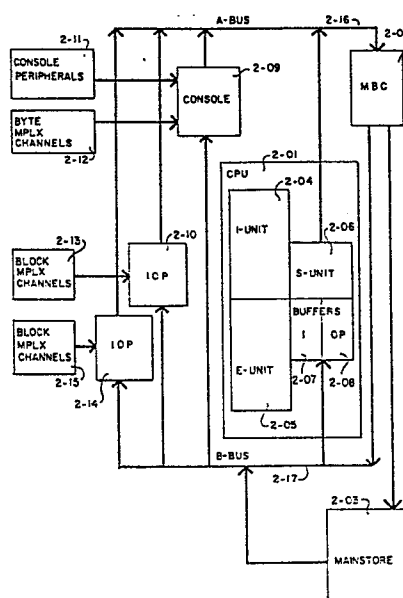 A-BUS
2-16
2-11
CONSOLE
PERIPHERALS
2-09
CONSOLE
MBC
BYTE
MPLX
CHANNELS
2-12
2-01
CPU
2-04
I-UNIT
2-06
S-UNIT
2-13
2-10
BLOCK
MPLX
CHANNELS
BUFFERS
I
OP
BLOCK
MPLX
CHANNELS
2-15
IOP
2-14
E-UNIT
2-07
2-08
2-05
B-BUS
2-17
2-03
MAINSTORE